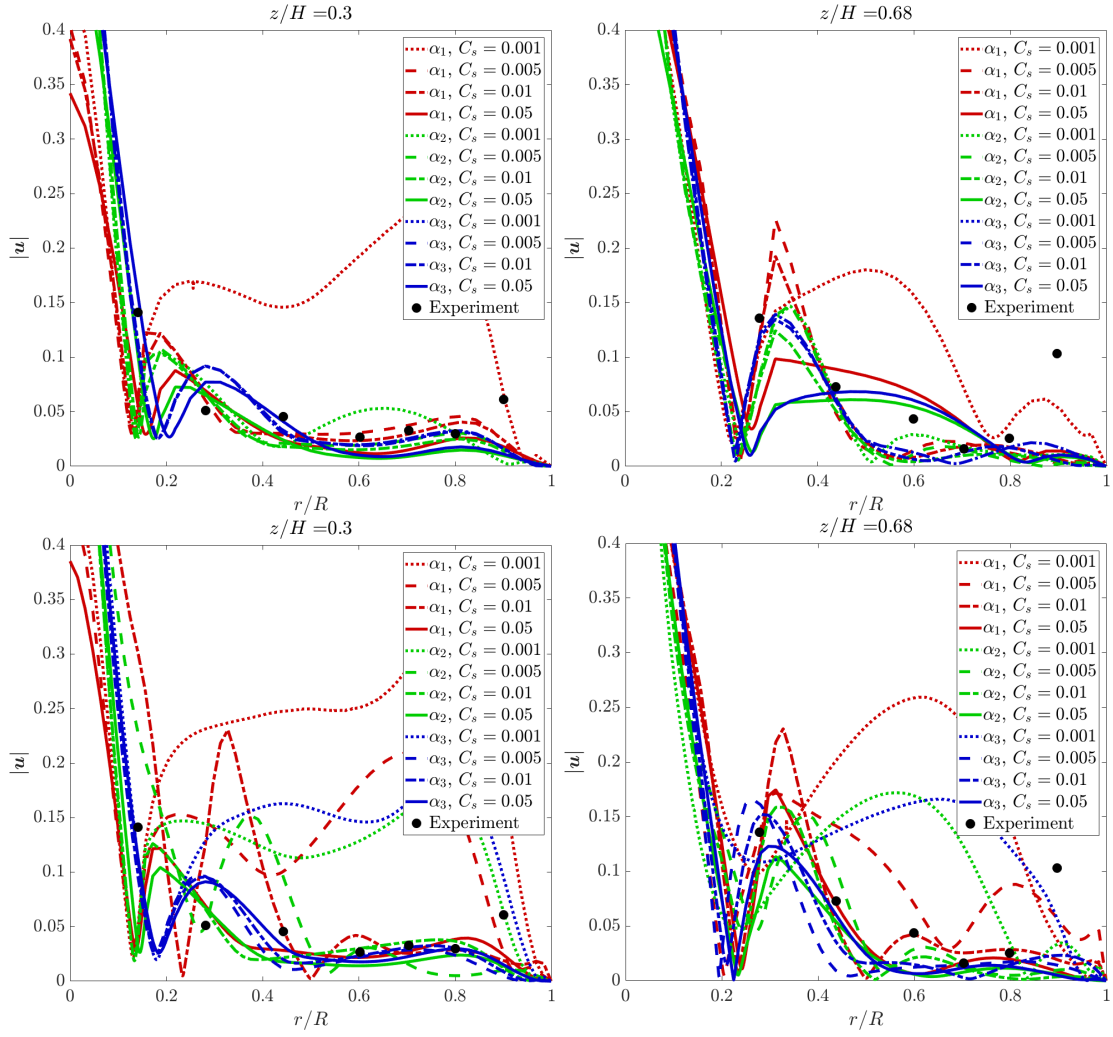 z/H =0.3
|u|
0.4
0.35
0.3
0.25
0.2
0.15
0.1
0.05
0
0 0.2 0.4 0.6 0.8 1
r/R
α₁, Cₛ = 0.001
α₁, Cₛ = 0.005
α₁, Cₛ = 0.01
α₁, Cₛ = 0.05
α₂, Cₛ = 0.001
α₂, Cₛ = 0.005
α₂, Cₛ = 0.01
α₂, Cₛ = 0.05
α₃, Cₛ = 0.001
α₃, Cₛ = 0.005
α₃, Cₛ = 0.01
α₃, Cₛ = 0.05
Experiment
z/H =0.68
|u|
0.4
0.35
0.3
0.25
0.2
0.15
0.1
0.05
0
0 0.2 0.4 0.6 0.8 1
r/R
α₁, Cₛ = 0.001
α₁, Cₛ = 0.005
α₁, Cₛ = 0.01
α₁, Cₛ = 0.05
α₂, Cₛ = 0.001
α₂, Cₛ = 0.005
α₂, Cₛ = 0.01
α₂, Cₛ = 0.05
α₃, Cₛ = 0.001
α₃, Cₛ = 0.005
α₃, Cₛ = 0.01
α₃, Cₛ = 0.05
Experiment
z/H =0.3
|u|
0.4
0.35
0.3
0.25
0.2
0.15
0.1
0.05
0
0 0.2 0.4 0.6 0.8 1
r/R
α₁, Cₛ = 0.001
α₁, Cₛ = 0.005
α₁, Cₛ = 0.01
α₁, Cₛ = 0.05
α₂, Cₛ = 0.001
α₂, Cₛ = 0.005
α₂, Cₛ = 0.01
α₂, Cₛ = 0.05
α₃, Cₛ = 0.001
α₃, Cₛ = 0.005
α₃, Cₛ = 0.01
α₃, Cₛ = 0.05
Experiment
z/H =0.68
|u|
0.4
0.35
0.3
0.25
0.2
0.15
0.1
0.05
0
0 0.2 0.4 0.6 0.8 1
r/R
α₁, Cₛ = 0.001
α₁, Cₛ = 0.005
α₁, Cₛ = 0.01
α₁, Cₛ = 0.05
α₂, Cₛ = 0.001
α₂, Cₛ = 0.005
α₂, Cₛ = 0.01
α₂, Cₛ = 0.05
α₃, Cₛ = 0.001
α₃, Cₛ = 0.005
α₃, Cₛ = 0.01
α₃, Cₛ = 0.05
Experiment